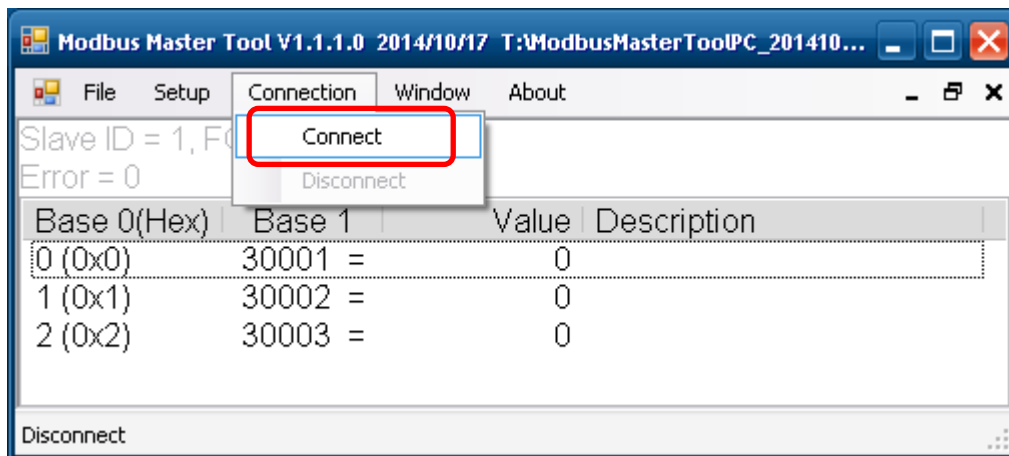 Modbus Master Tool V1.1.1.0 2014/10/17 T:\ModbusMasterToolPC_201410...
File Setup Connection Window About
Connect
Disconnect
Slave ID = 1, F
Error = 0
Base 0(Hex) Base 1 Value Description
0 (0x0) 30001 = 0
1 (0x1) 30002 = 0
2 (0x2) 30003 = 0
Disconnect